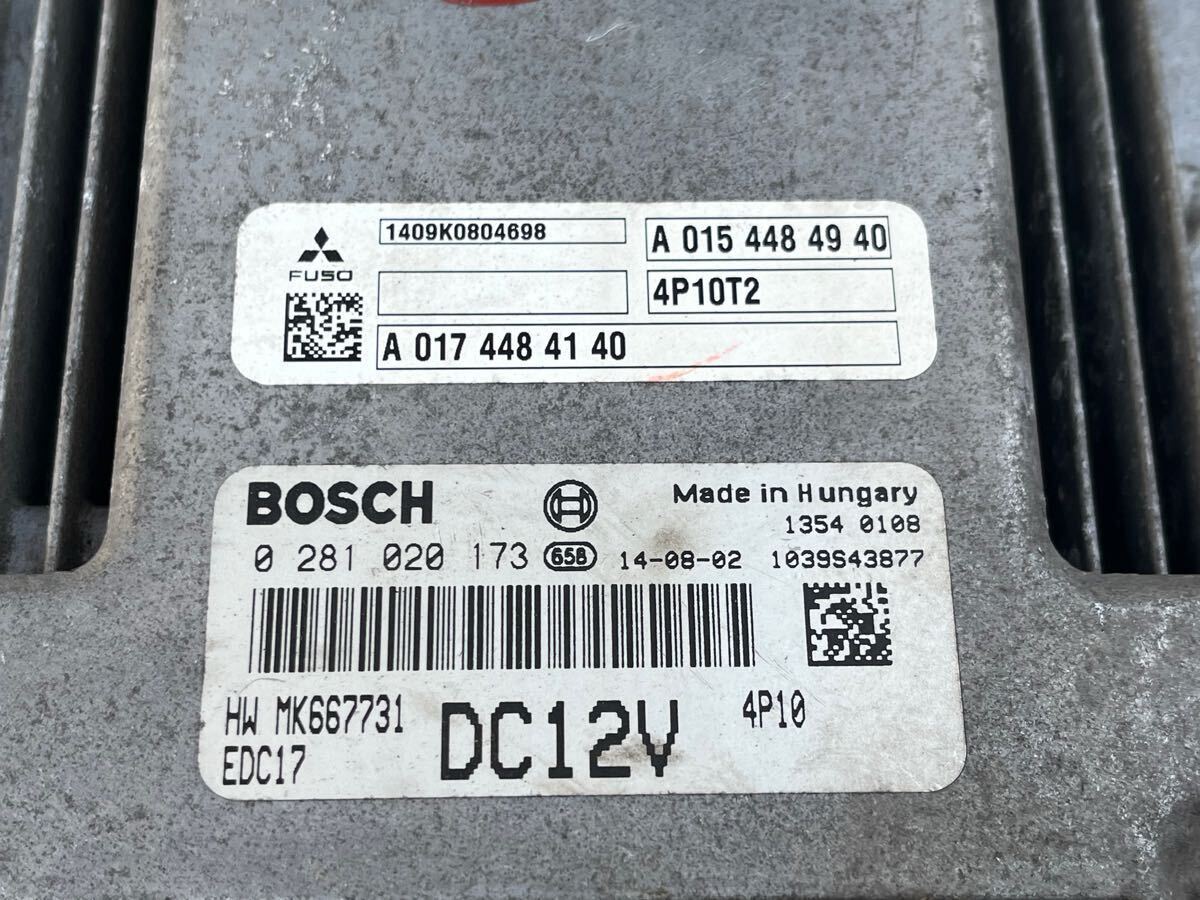 1409K0804698
A 015 448 49 40
FUSO
4P10T2
A 017 448 41 40
BOSCH
Made in Hungary
1354 0108
0 281 020 173 658 14-08-02 1039S43877
HW MK667731
DC12V
4P10
EDC17